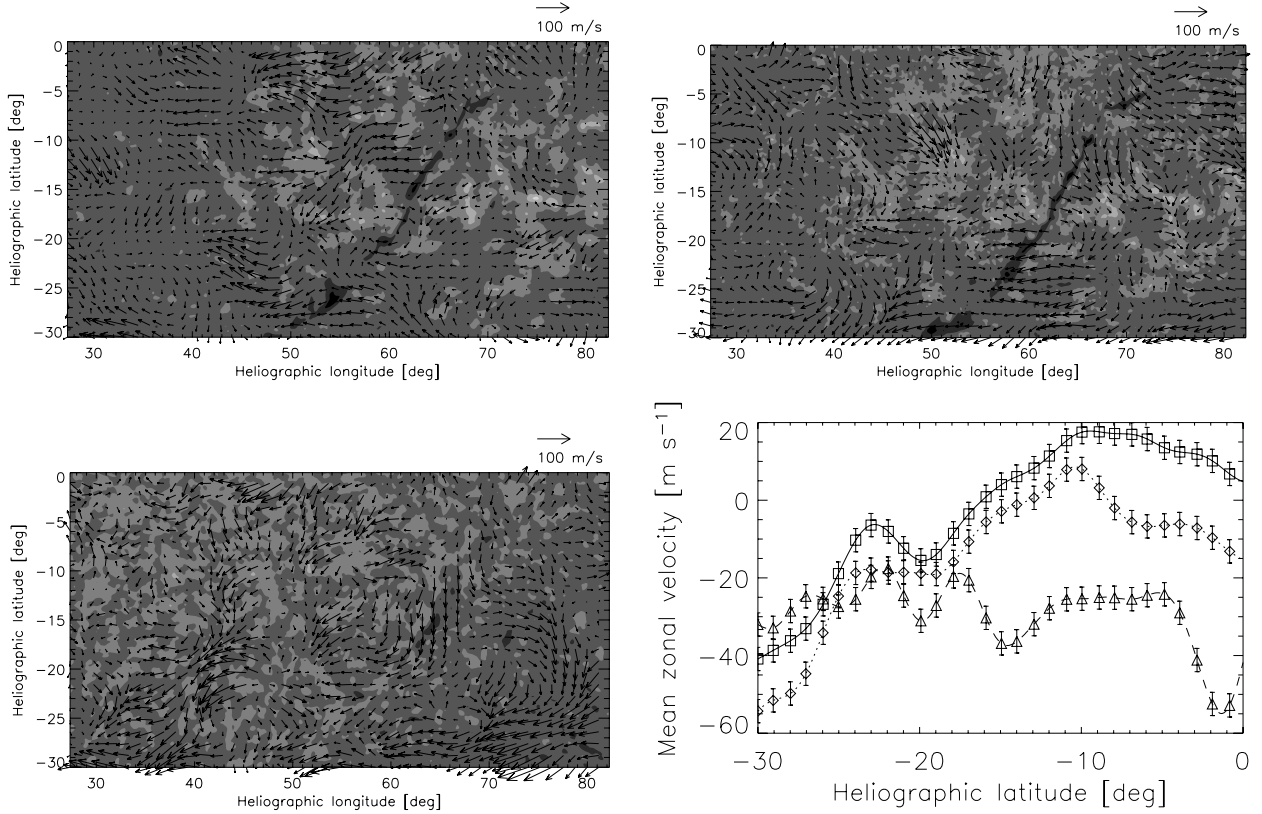 100 m/s
0
−5
−10
−15
−20
−25
−30
Heliographic latitude [deg]
30 40 50 60 70 80
Heliographic longitude [deg]
100 m/s
0
−5
−10
−15
−20
−25
−30
Heliographic latitude [deg]
30 40 50 60 70 80
Heliographic longitude [deg]
100 m/s
0
−5
−10
−15
−20
−25
−30
Heliographic latitude [deg]
30 40 50 60 70 80
Heliographic longitude [deg]
20
0
−20
−40
−60
Mean zonal velocity [m s⁻¹]
−30 −20 −10 0
Heliographic latitude [deg]